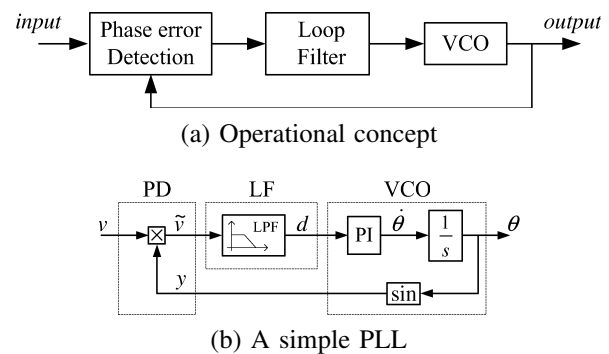 input
Phase error
Detection
Loop
Filter
VCO
output
(a) Operational concept
PD
LF
VCO
v
ṽ
LPF
d
PI
θ̇
1
s
θ
y
sin
(b) A simple PLL